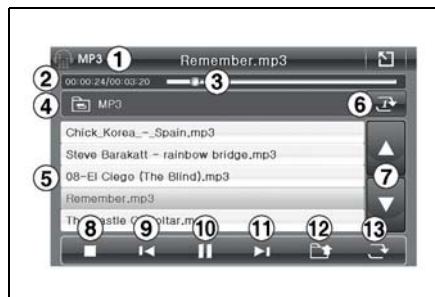 MP3 1 Remember.mp3
2 00:00:24/00:03:20 3
4 MP3 6
Chick_Korea_-_Spain.mp3
Steve Barakatt - rainbow bridge.mp3
5 08-El Ciego (The Blind).mp3 7
Remember.mp3
8 9 10 11 12 13